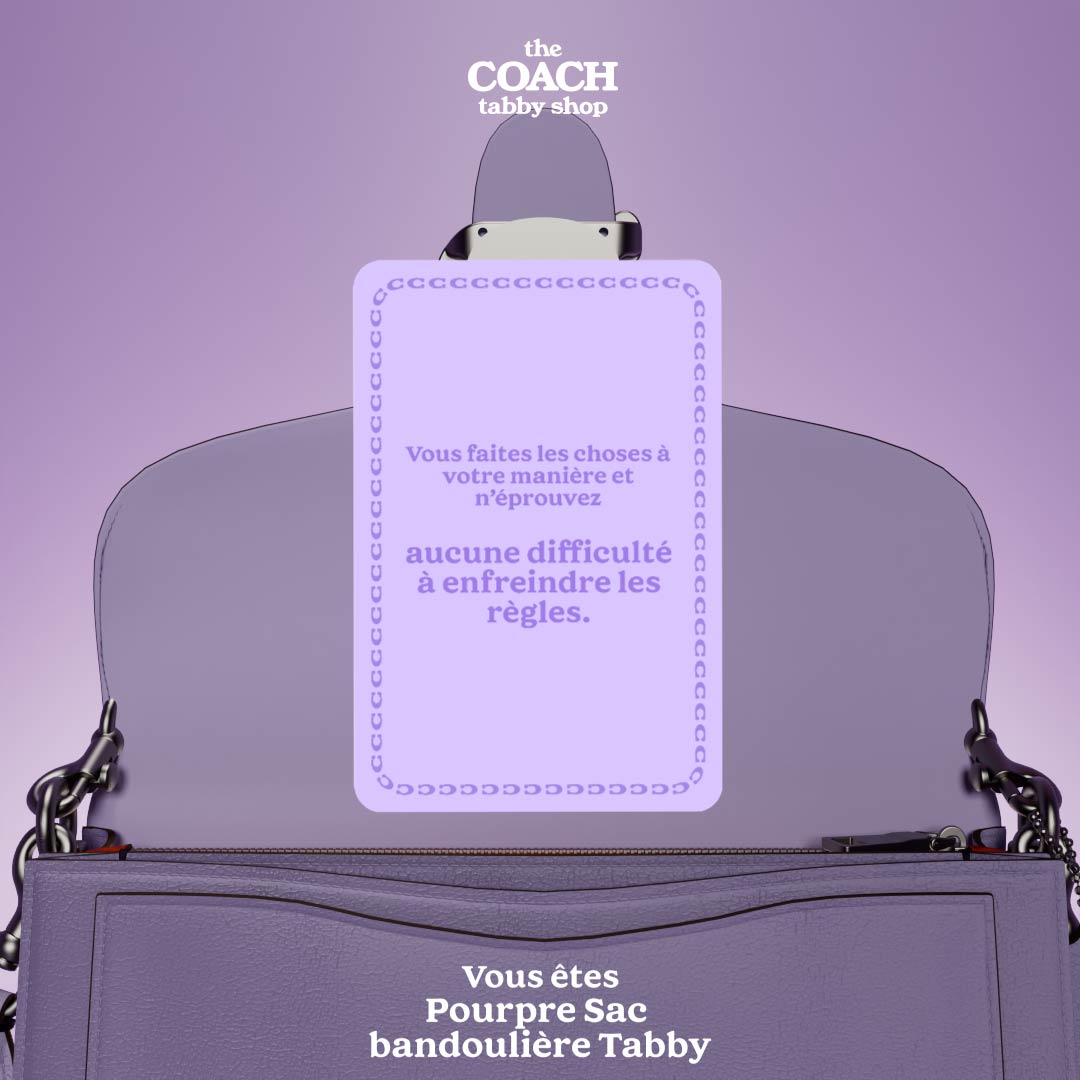 the
COACH
tabby shop
Vous faites les choses à
votre manière et
n’éprouvez
aucune difficulté
à enfreindre les
règles.
Vous êtes
Pourpre Sac
bandoulière Tabby